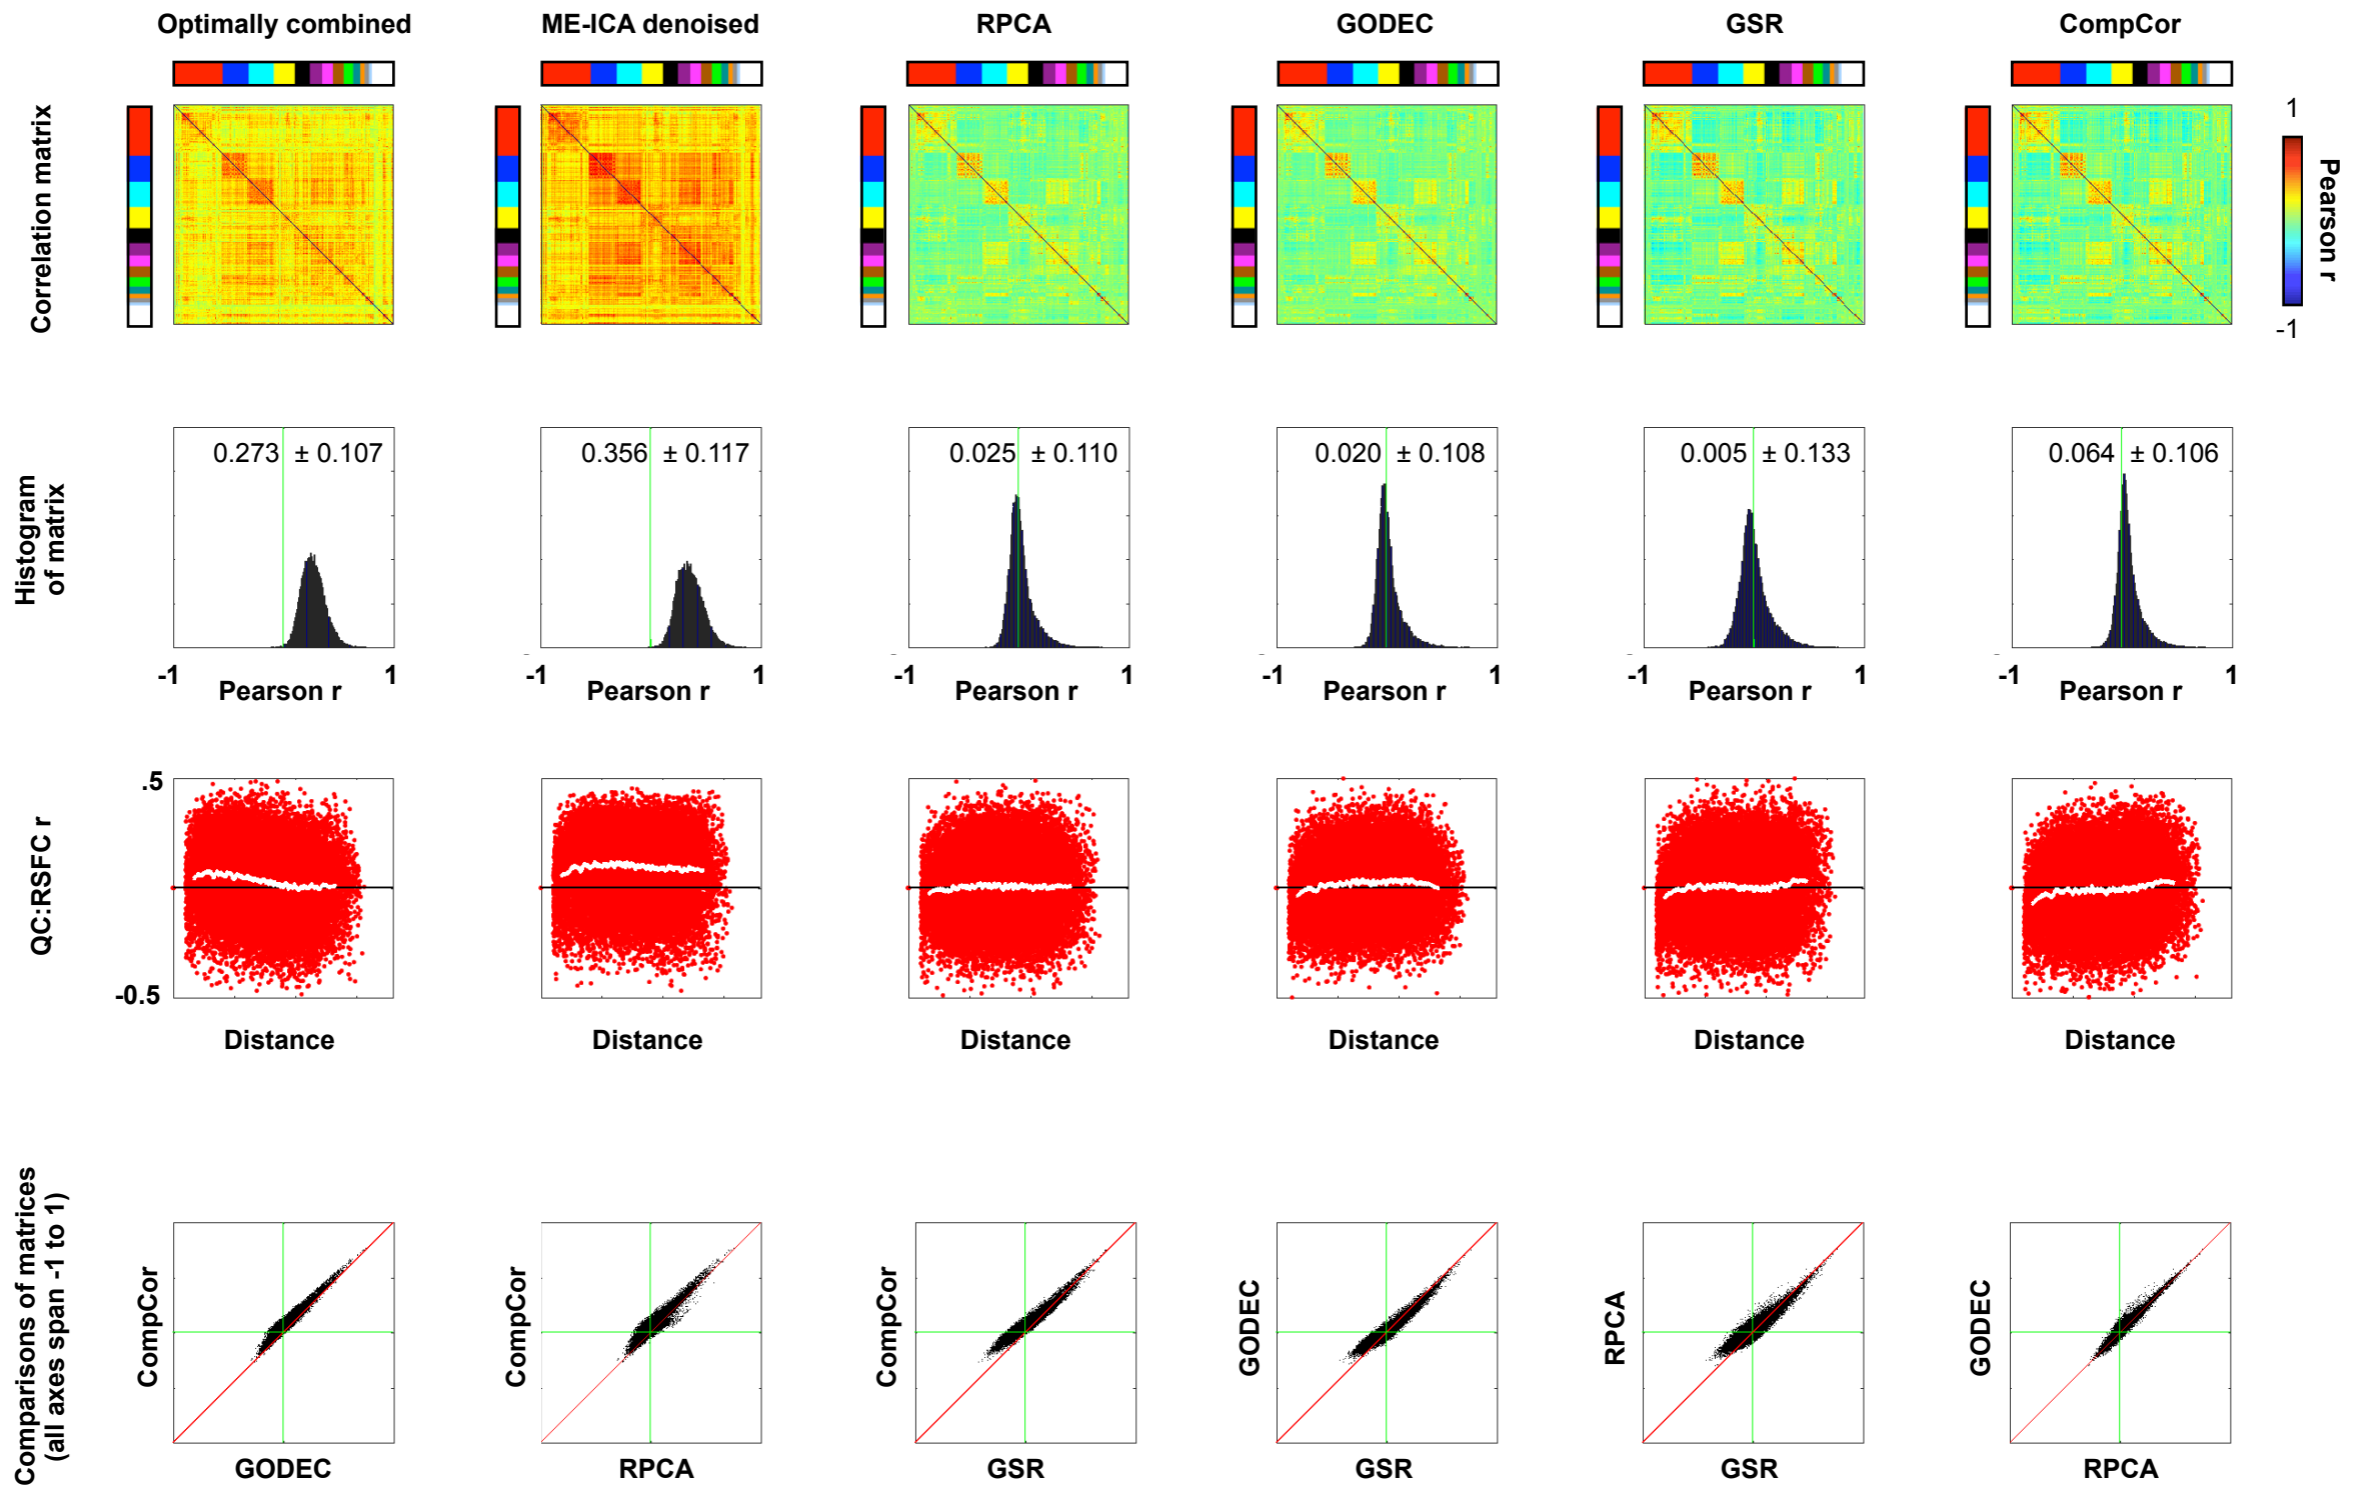 Optimally combined
ME-ICA denoised
RPCA
GODEC
GSR
CompCor
Correlation matrix
1
-1
Pearson r
Histogram
of matrix
0.273 ± 0.107
0.356 ± 0.117
0.025 ± 0.110
0.020 ± 0.108
0.005 ± 0.133
0.064 ± 0.106
-1 1
Pearson r
-1 1
Pearson r
-1 1
Pearson r
-1 1
Pearson r
-1 1
Pearson r
-1 1
Pearson r
QC:RSFC r
.5
-0.5
Distance
Distance
Distance
Distance
Distance
Distance
Comparisons of matrices
(all axes span -1 to 1)
CompCor
GODEC
CompCor
RPCA
CompCor
GSR
GODEC
GSR
RPCA
GSR
GODEC
RPCA